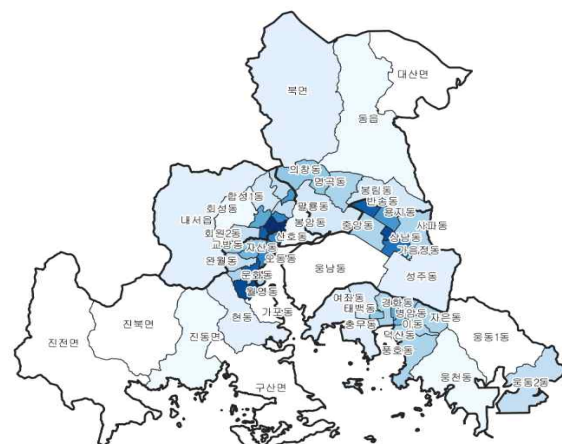 대산면
북면
동읍
의창동
명곡동
합성1동
봉림동
회성동
팔룡동
반송동
용지동
내서읍
봉암동
중앙동
사파동
회원2동
산호동
상남동
교방동
자산동
가음정동
완월동
오동동
문화동
웅남동
성주동
월영동
여좌동
가포동
태백동
경화동
병암동
현동
충무동
이동
자은동
진북면
덕산동
웅동1동
진전면
진동면
풍호동
구산면
웅천동
웅동2동